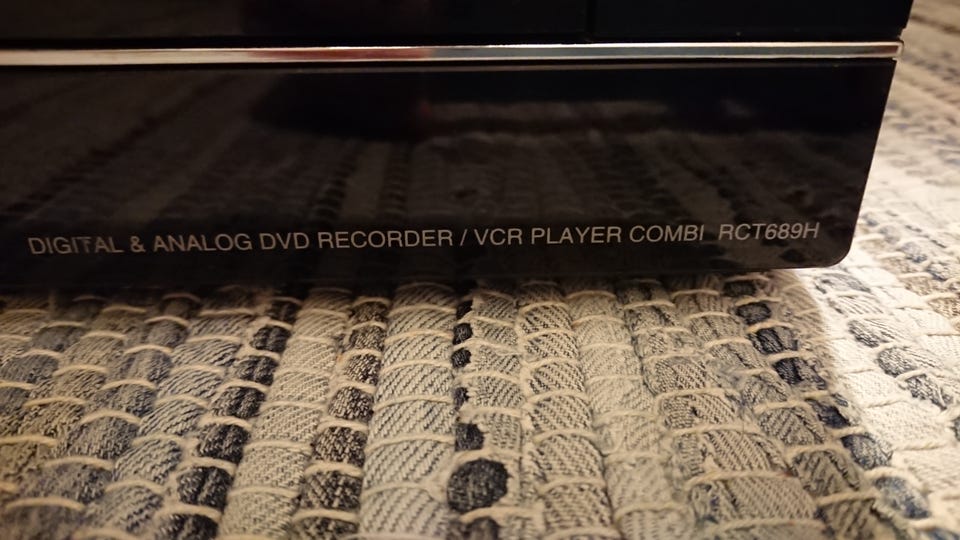 DIGITAL & ANALOG DVD RECORDER / VCR PLAYER COMBI RCT689H